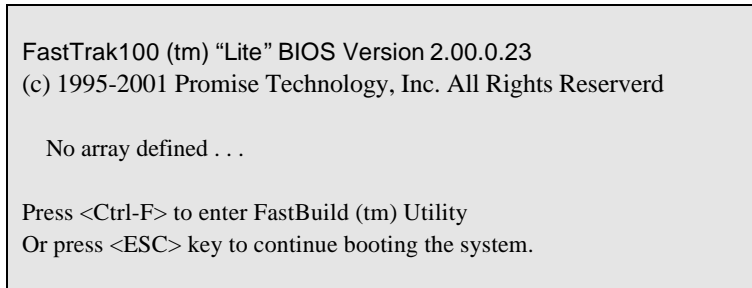 FastTrak100 (tm) “Lite” BIOS Version 2.00.0.23
(c) 1995-2001 Promise Technology, Inc. All Rights Reserverd
No array defined . . .
Press <Ctrl-F> to enter FastBuild (tm) Utility
Or press <ESC> key to continue booting the system.